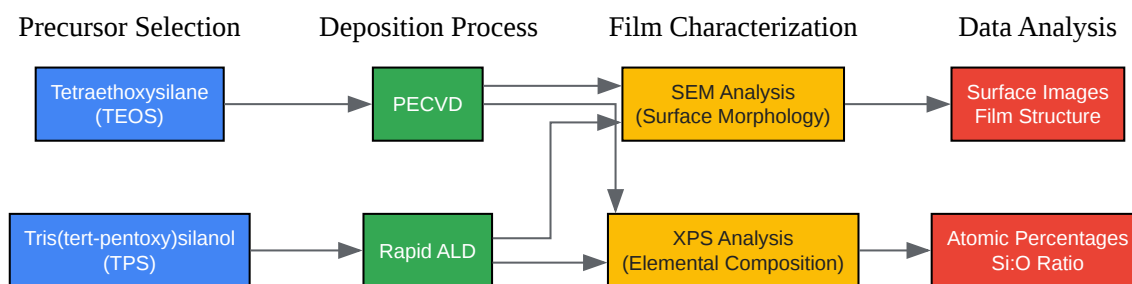 Precursor Selection
Deposition Process
Film Characterization
Data Analysis
Tetraethoxysilane
(TEOS)
PECVD
SEM Analysis
(Surface Morphology)
Surface Images
Film Structure
Tris(tert-pentoxy)silanol
(TPS)
Rapid ALD
XPS Analysis
(Elemental Composition)
Atomic Percentages
Si:O Ratio